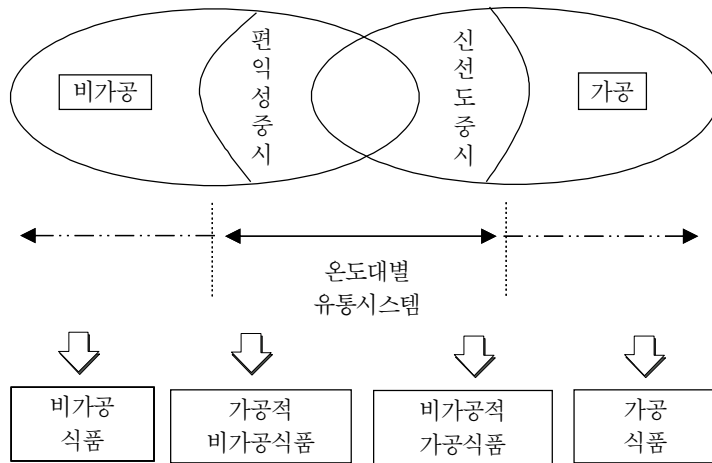 비가공
편익성중시
신선도중시
가공
온도대별
유통시스템
비가공
식품
가공적
비가공식품
비가공적
가공식품
가공
식품